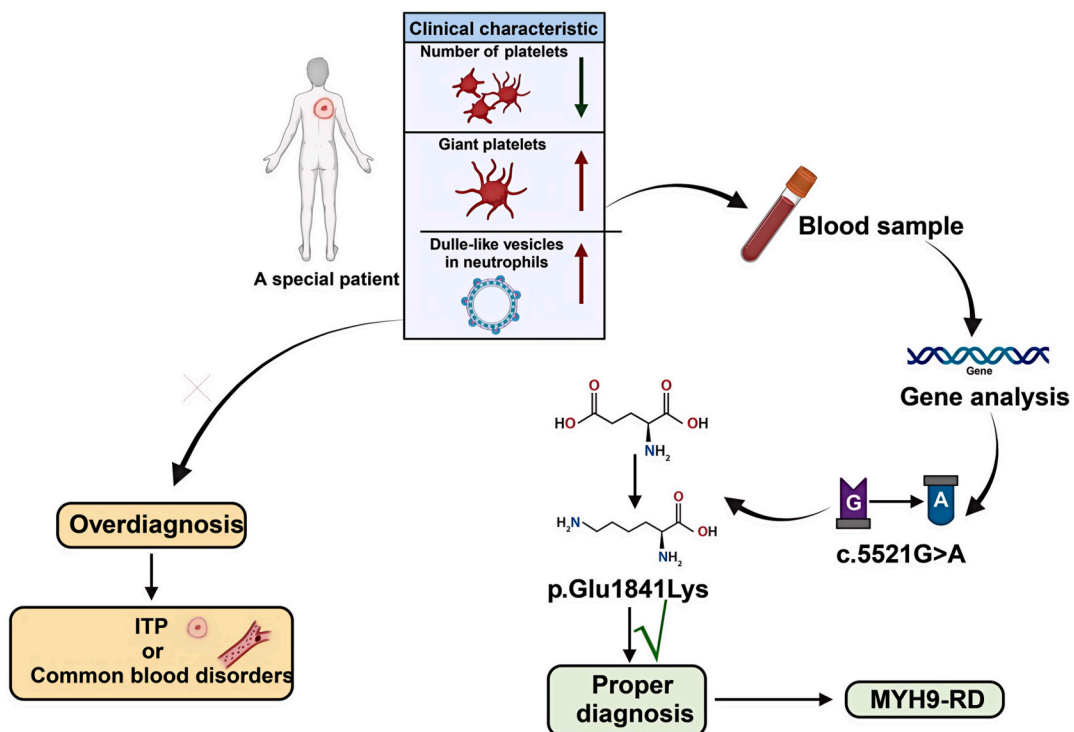 Clinical characteristic
Number of platelets
Giant platelets
Dulle-like vesicles
in neutrophils
A special patient
Blood sample
Gene
Gene analysis
G
A
c.5521G>A
O
O
HO
OH
NH₂
O
H₂N
OH
NH₂
p.Glu1841Lys
Proper
diagnosis
MYH9-RD
Overdiagnosis
ITP
or
Common blood disorders